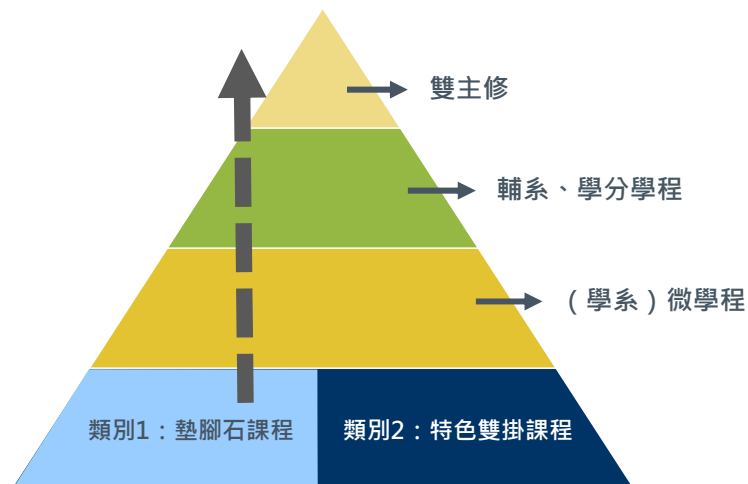 雙主修
輔系、學分學程
（學系）微學程
類別1：墊腳石課程
類別2：特色雙掛課程